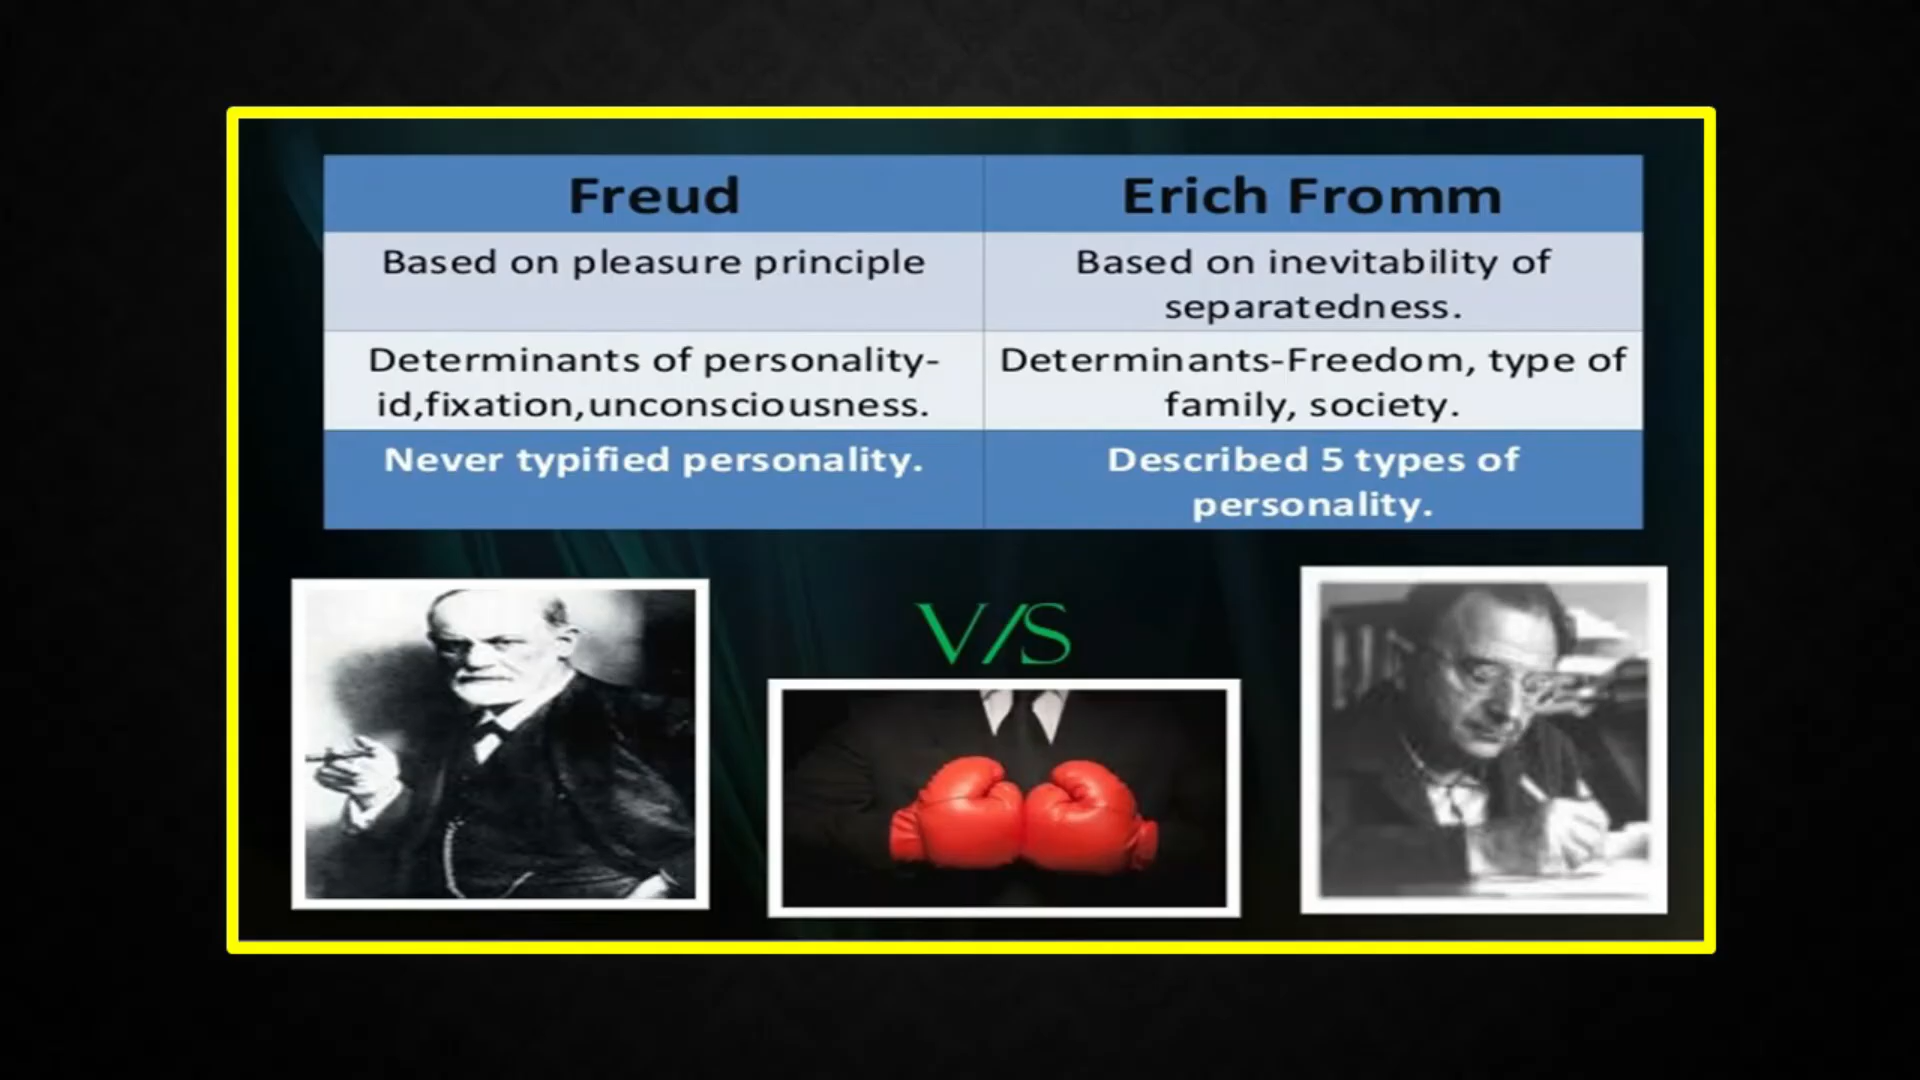 Freud
Erich Fromm
Based on pleasure principle
Based on inevitability of
separatedness.
Determinants of personality-
id,fixation,unconsciousness.
Determinants-Freedom, type of
family, society.
Never typified personality.
Described 5 types of
personality.
V/S